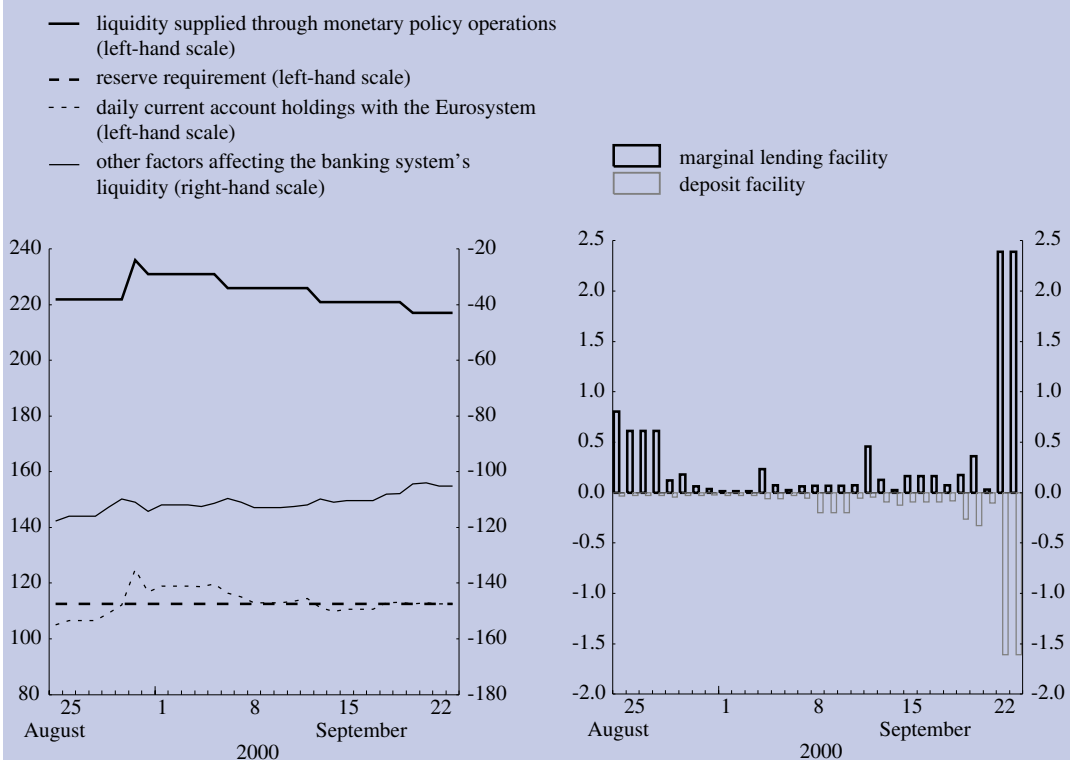 liquidity supplied through monetary policy operations
(left-hand scale)
reserve requirement (left-hand scale)
daily current account holdings with the Eurosystem
(left-hand scale)
other factors affecting the banking system's
liquidity (right-hand scale)
marginal lending facility
deposit facility
240 -20
220 -40
200 -60
180 -80
160 -100
140 -120
120 -140
100 -160
80 -180
25 1 8 15 22
August September
2000
2.5 2.5
2.0 2.0
1.5 1.5
1.0 1.0
0.5 0.5
0.0 0.0
-0.5 -0.5
-1.0 -1.0
-1.5 -1.5
-2.0 -2.0
25 1 8 15 22
August September
2000